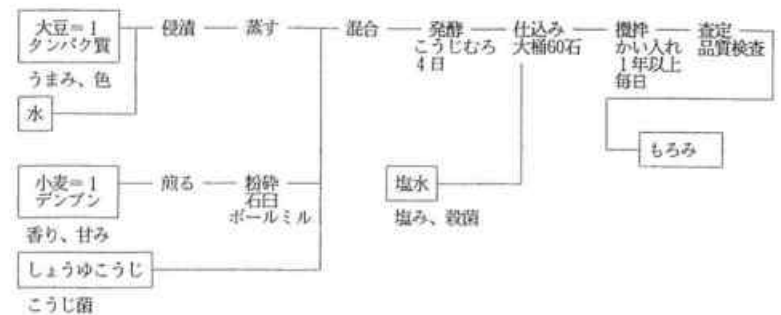 大豆=1
タンパク質
うまみ、色
水
浸漬
蒸す
混合
発酵
こうじむろ
4日
仕込み
大桶60石
攪拌
かい入れ
1年以上
毎日
査定
品質検査
もろみ
小麦=1
デンプン
香り、甘み
煎る
粉砕
石臼
ボールミル
塩水
塩み、殺菌
しょうゆこうじ
こうじ菌